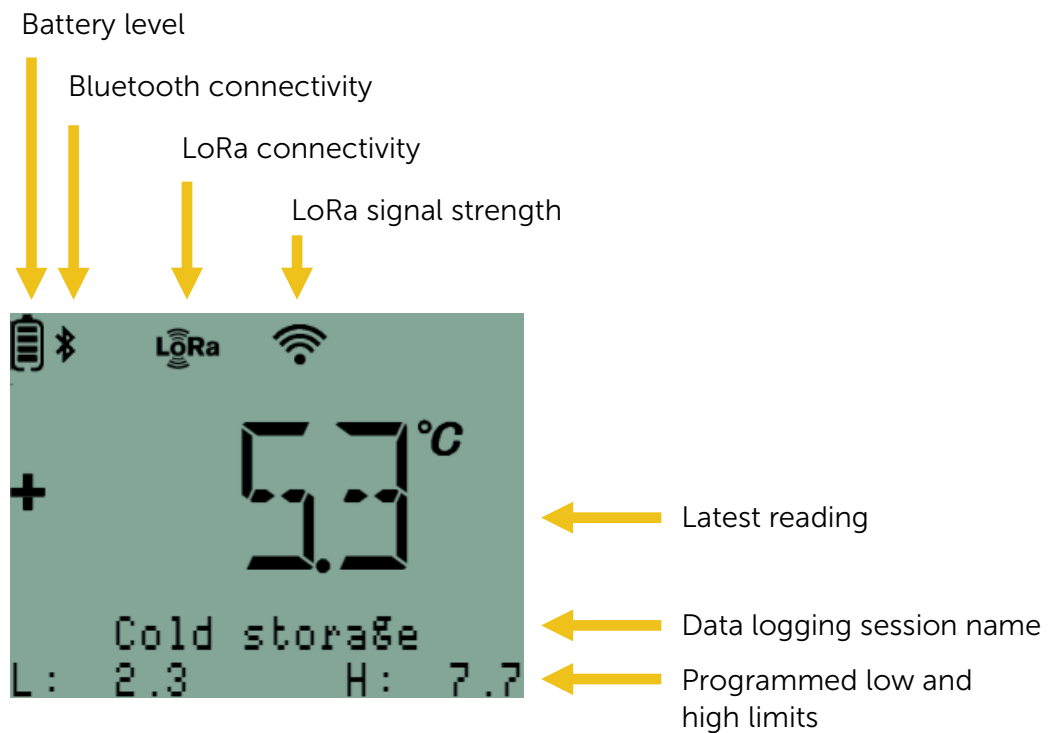 Battery level
Bluetooth connectivity
LoRa connectivity
LoRa signal strength
LoRa
+ 5.3 °C
Latest reading
Cold storage
Data logging session name
L: 2.3 H: 7.7
Programmed low and
high limits